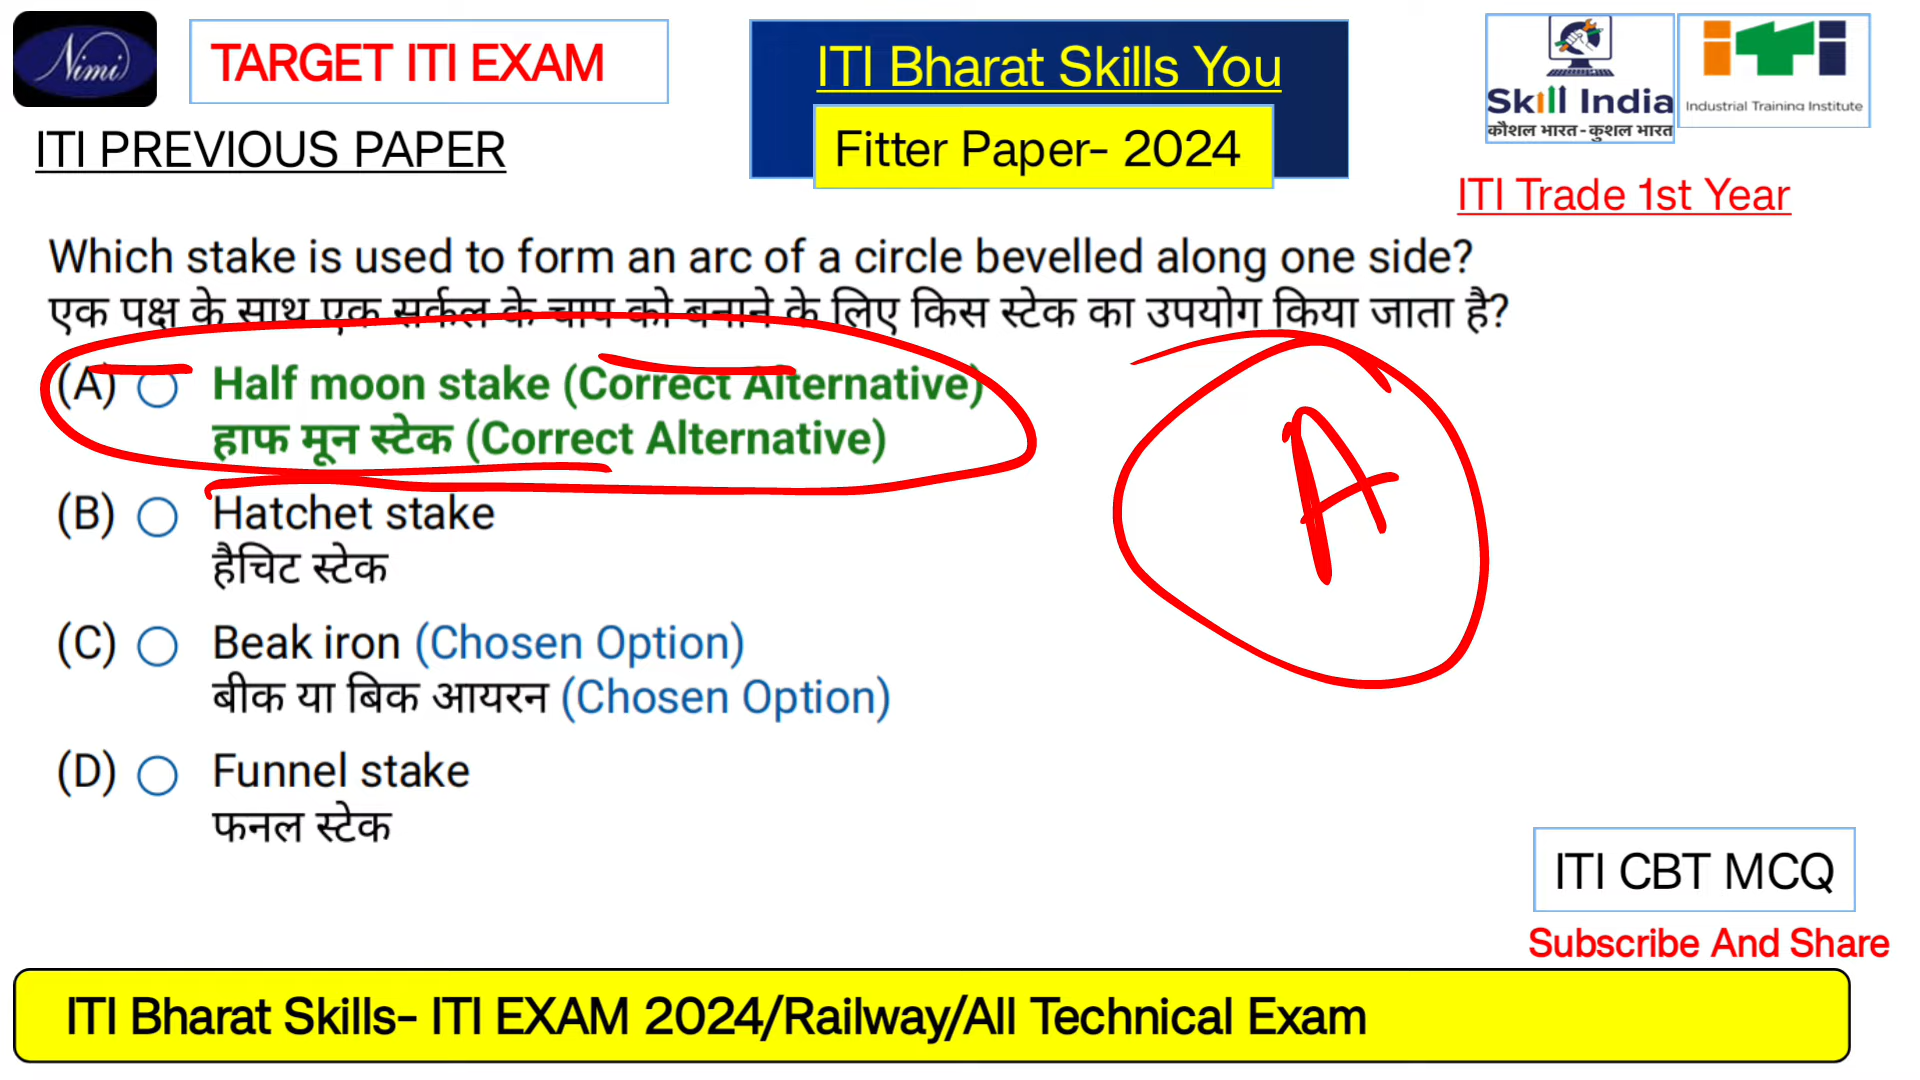 Nimi
TARGET ITI EXAM
ITI Bharat Skills You
Skill India
कौशल भारत-कुशल भारत
iTi
Industrial Training Institute
ITI PREVIOUS PAPER
Fitter Paper- 2024
ITI Trade 1st Year
Which stake is used to form an arc of a circle bevelled along one side?
एक पक्ष के साथ एक सर्कल के चाप को बनाने के लिए किस स्टेक का उपयोग किया जाता है?
(A) Half moon stake (Correct Alternative)
हाफ मून स्टेक (Correct Alternative)
A
(B) Hatchet stake
हैचिट स्टेक
(C) Beak iron (Chosen Option)
बीक या बिक आयरन (Chosen Option)
(D) Funnel stake
फनल स्टेक
ITI CBT MCQ
Subscribe And Share
ITI Bharat Skills- ITI EXAM 2024/Railway/All Technical Exam